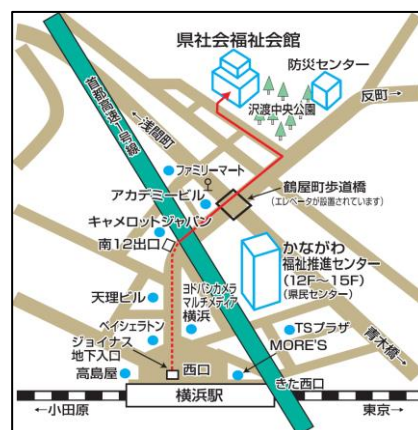 県社会福祉会館
防災センター
反町→
沢渡中央公園
首都高速1号線
←浅間町
ファミリーマート
アカデミービル
鶴屋町歩道橋
(エレベータが設置されています)
キャメロットジャパン
南12出口
かながわ
福祉推進センター
(12F〜15F)
(県民センター)
天理ビル
ヨドバシカメラ
マルチメディア
横浜
ベイシェラトン
TSプラザ
青木橋→
ジョイナス
地下入口
西口
MORE'S
高島屋
きた西口
←小田原
横浜駅
東京→